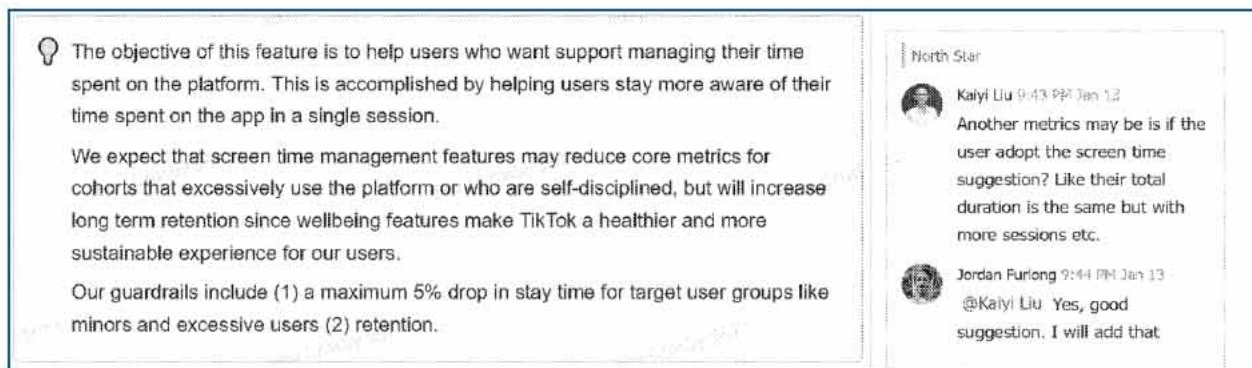 The objective of this feature is to help users who want support managing their time
spent on the platform. This is accomplished by helping users stay more aware of their
time spent on the app in a single session.
We expect that screen time management features may reduce core metrics for
cohorts that excessively use the platform or who are self-disciplined, but will increase
long term retention since wellbeing features make TikTok a healthier and more
sustainable experience for our users.
Our guardrails include (1) a maximum 5% drop in stay time for target user groups like
minors and excessive users (2) retention.
North Star
Kaiyi Liu 9:43 PM Jan 13
Another metrics may be is if the
user adopt the screen time
suggestion? Like their total
duration is the same but with
more sessions etc.
Jordan Furlong 9:44 PM Jan 13
@Kaiyi Liu Yes, good
suggestion. I will add that